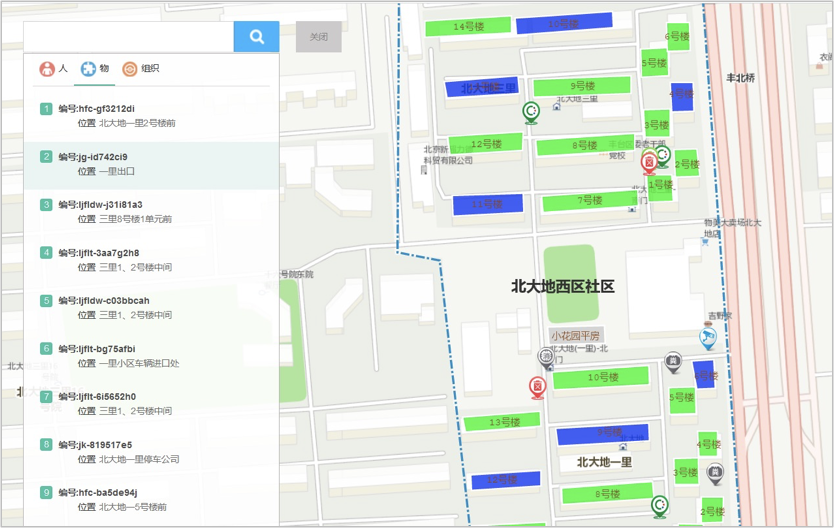 关闭
人 物 组织
1 编号:hfc-gf3212di
位置 北大地一里2号楼前
2 编号:jg-id742ci9
位置 一里出口
3 编号:ljfldw-j31i81a3
位置 三里8号楼1单元前
4 编号:ljflt-3aa7g2h8
位置 三里1、2号楼中间
5 编号:ljfldw-c03bbcah
位置 三里1、2号楼中间
6 编号:ljflt-bg75afbi
位置 一里小区车辆进口处
7 编号:ljflt-6i5652h0
位置 三里1、2号楼中间
8 编号:jk-819517e5
位置 北大地一里停车公司
9 编号:hfc-ba5de94j
位置 北大地一5号楼前
14号楼
6号楼
5号楼
丰北桥
北大地三里
9号楼
4号楼
北大地三里
3号楼
12号楼
8号楼
2号楼
党校
科贸有限公司
1号楼
11号楼
7号楼
物美大卖场北大
地店
北大地西区社区
吉野家
小花园平房
北大地(一里)-北
门
10号楼
5号楼
13号楼
4号楼
北大地一里
3号楼
12号楼
8号楼
2号楼